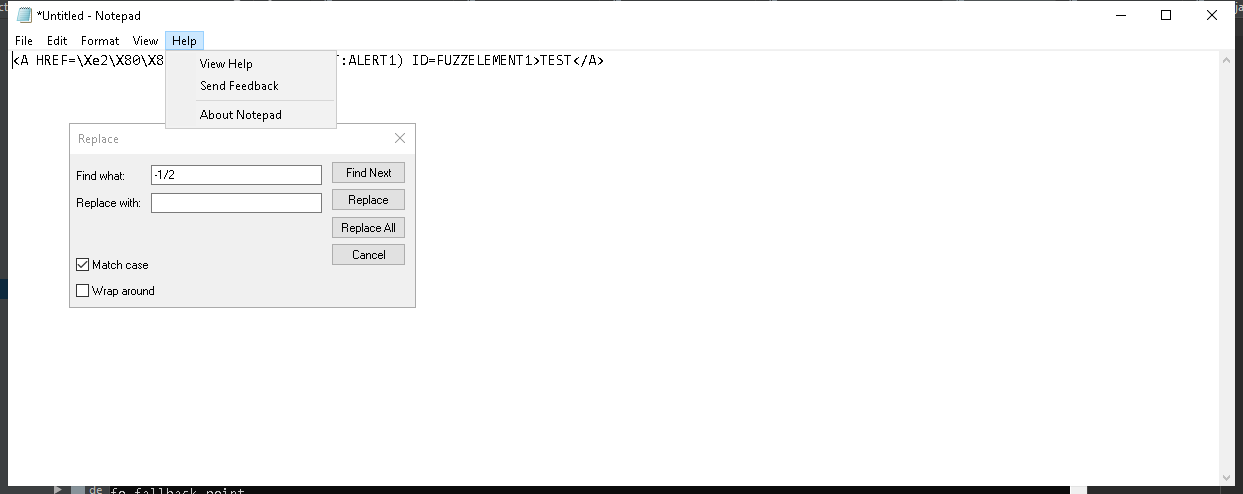 *Untitled - Notepad
File Edit Format View Help
<A HREF=\Xe2\X80\X8 T:ALERT1) ID=FUZZELEMENT1>TEST</A>
View Help
Send Feedback
About Notepad
Replace
Find what: -1/2 Find Next
Replace with: Replace
Replace All
Cancel
Match case
Wrap around
de fo fallback point